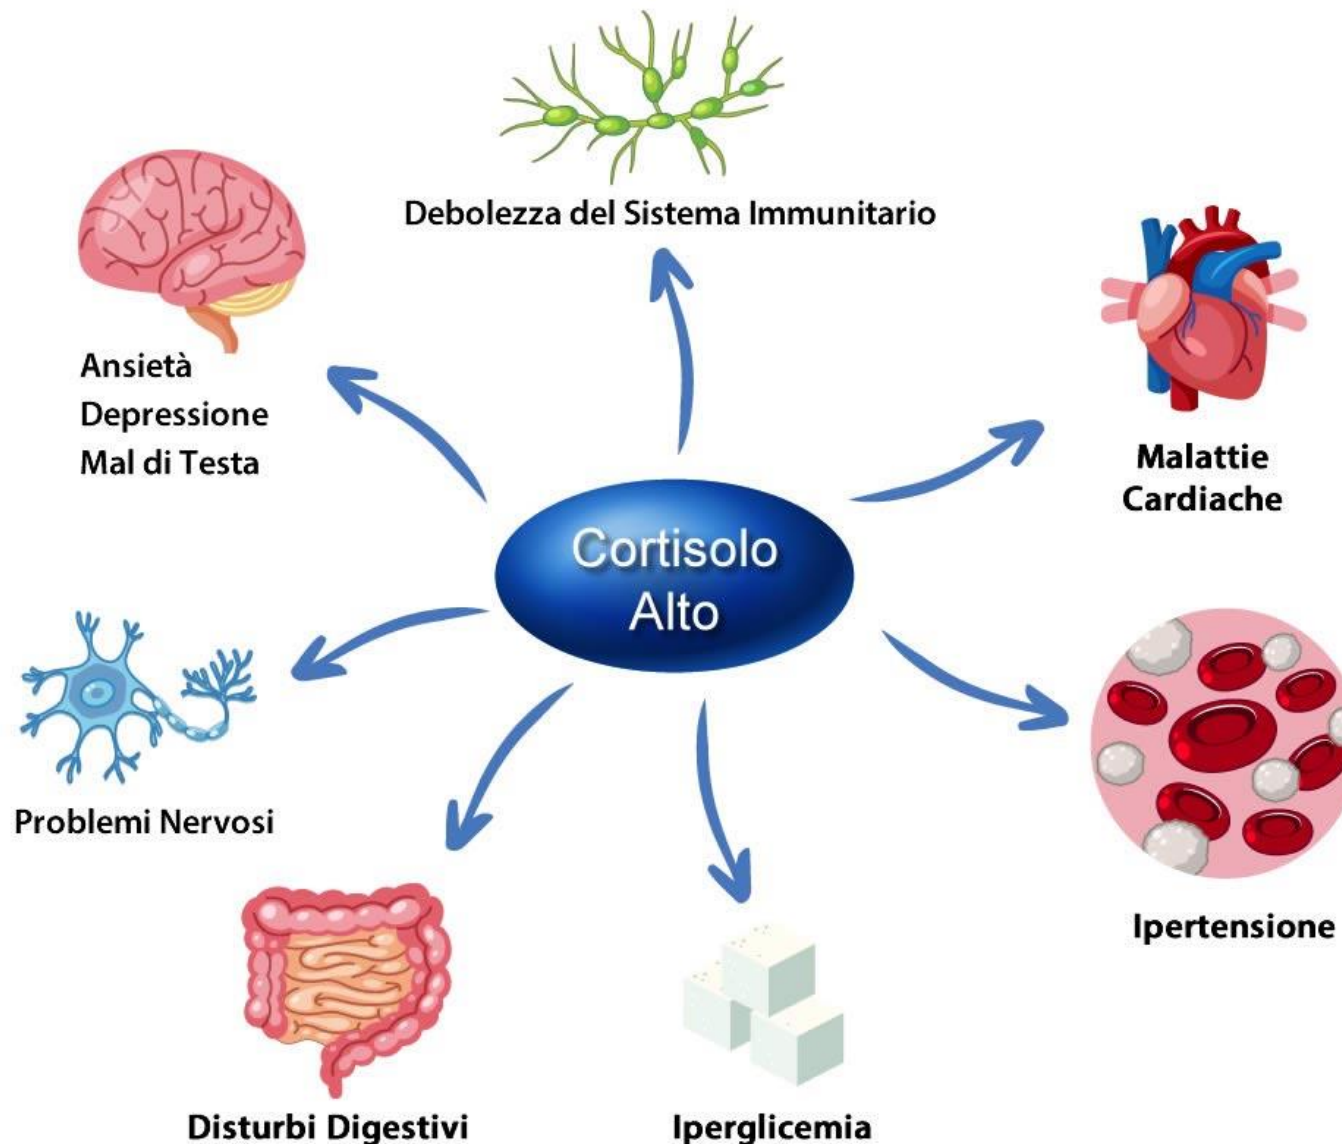 Debolezza del Sistema Immunitario
Ansietà
Depressione
Mal di Testa
Malattie
Cardiache
Cortisolo
Alto
Problemi Nervosi
Ipertensione
Disturbi Digestivi
Iperglicemia